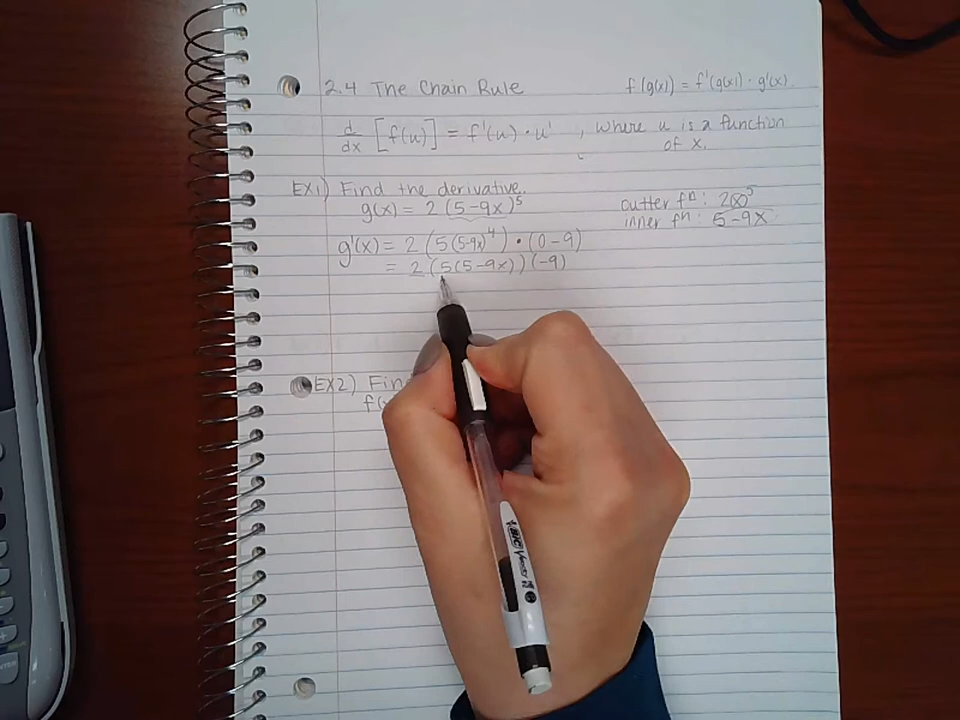 2.4 The Chain Rule
f(g(x)) = f'(g(x)) · g'(x).
d/dx [f(u)] = f'(u) · u' , where u is a function
of x.
EX1) Find the derivative.
g(x) = 2(5-9x)^5
outter f^n: 2(x)^5
inner f^n: 5-9x
g'(x) = 2(5(5-9x)^4) · (0-9)
= 2(5(5-9x))(-9)
EX2) Fin
f(
BIC